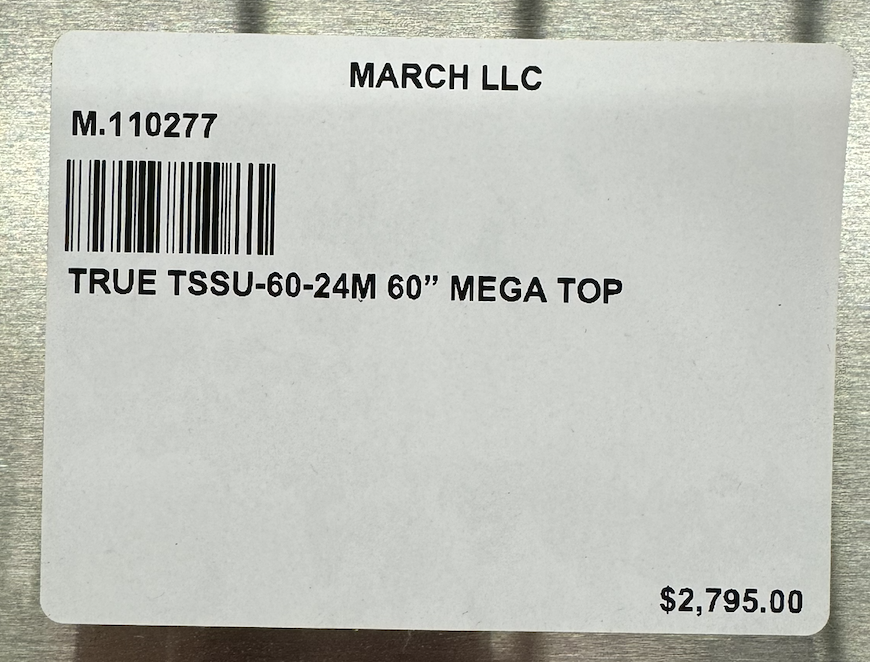 MARCH LLC
M.110277
TRUE TSSU-60-24M 60” MEGA TOP
$2,795.00